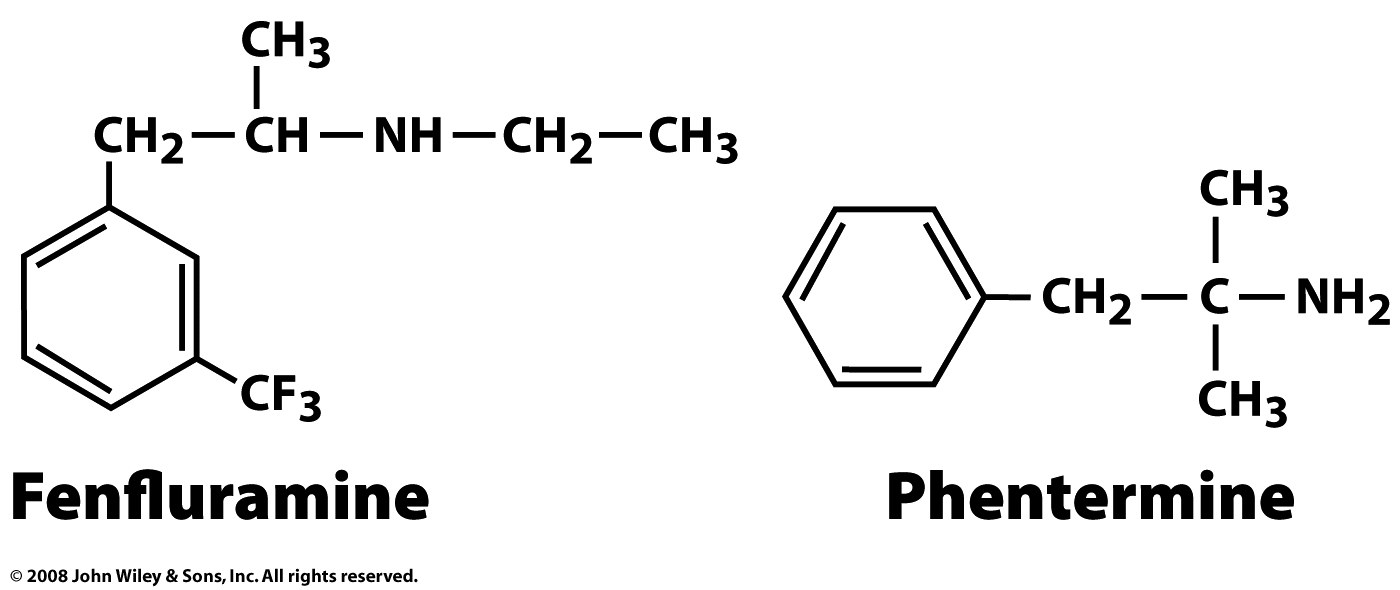 CH3
CH2—CH—NH—CH2—CH3
CF3
Fenfluramine
CH3
CH2—C—NH2
CH3
Phentermine
© 2008 John Wiley & Sons, Inc. All rights reserved.